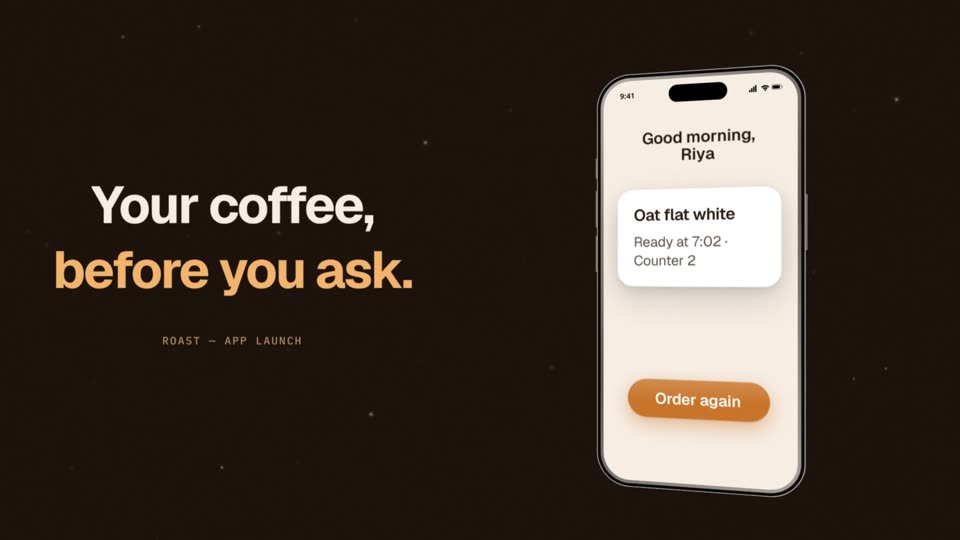 Your coffee,
before you ask.
ROAST — APP LAUNCH
9:41
Good morning,
Riya
Oat flat white
Ready at 7:02 ·
Counter 2
Order again